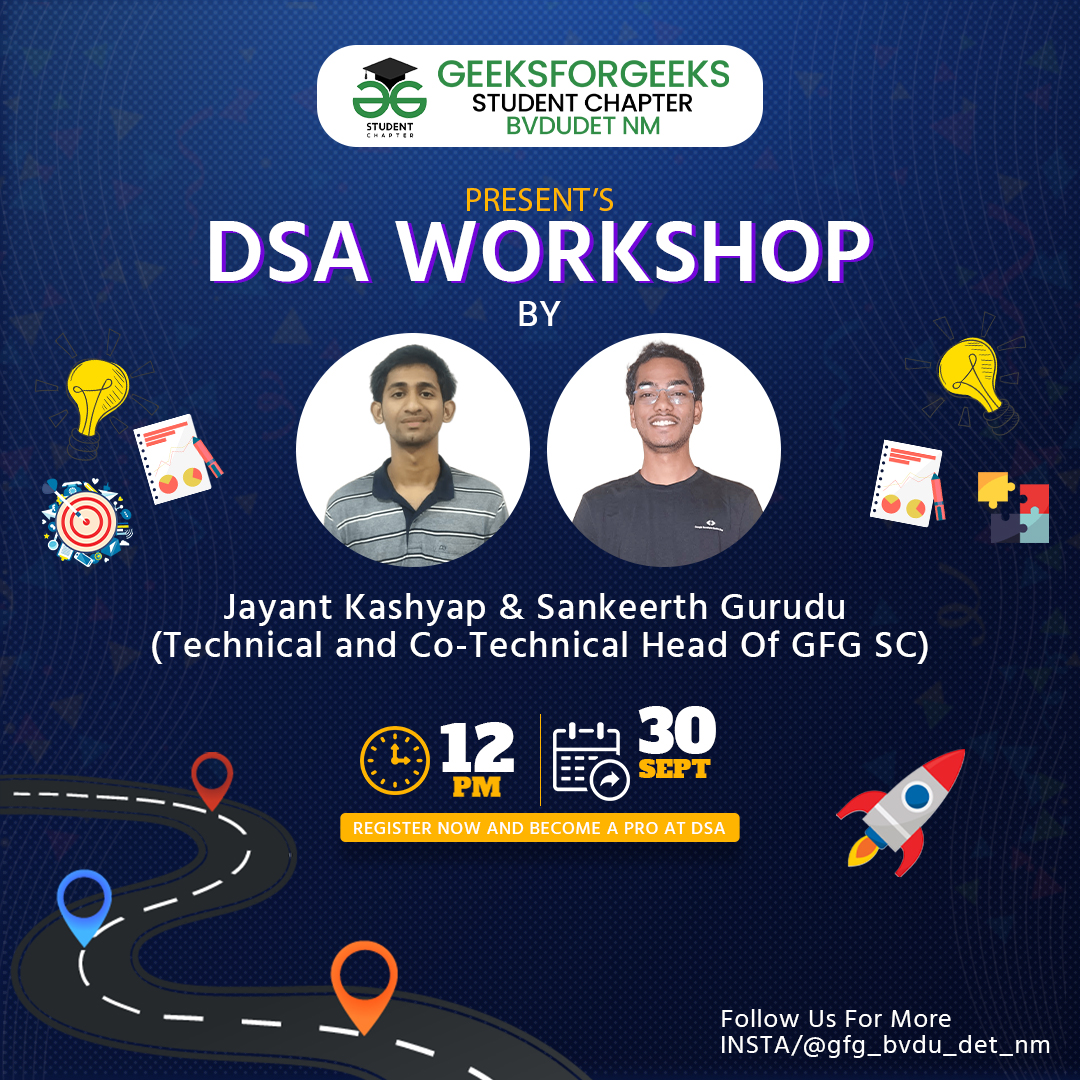 GEEKSFORGEEKS
STUDENT CHAPTER
BVDUDET NM
STUDENT
CHAPTER
PRESENT'S
DSA WORKSHOP
BY
Jayant Kashyap & Sankeerth Gurudu
(Technical and Co-Technical Head Of GFG SC)
12
PM
30
SEPT
REGISTER NOW AND BECOME A PRO AT DSA
Follow Us For More
INSTA/@gfg_bvdu_det_nm